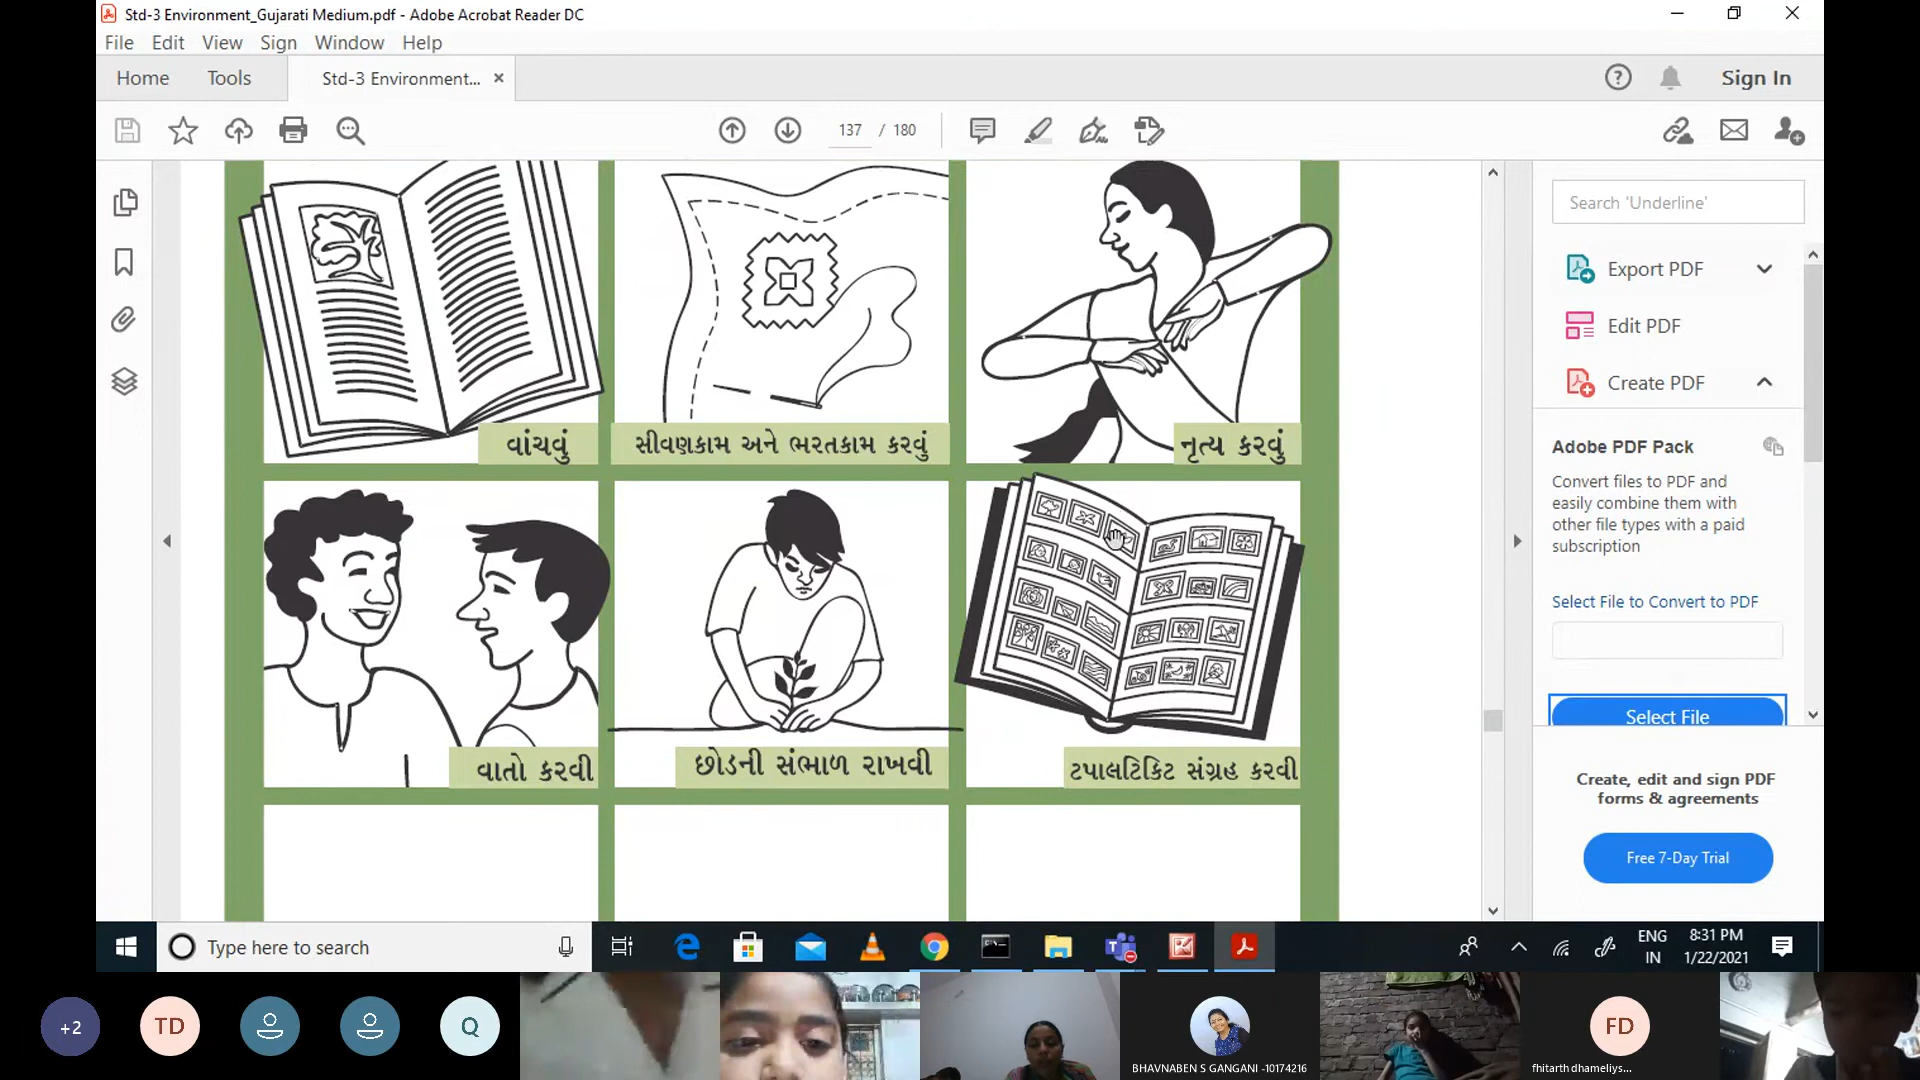 Std-3 Environment_Gujarati Medium.pdf - Adobe Acrobat Reader DC
File Edit View Sign Window Help
Home Tools Std-3 Environment... ×
Sign In
137 / 180
Search 'Underline'
Export PDF
Edit PDF
Create PDF
Adobe PDF Pack
Convert files to PDF and
easily combine them with
other file types with a paid
subscription
Select File to Convert to PDF
Select File
Create, edit and sign PDF
forms & agreements
Free 7-Day Trial
વાંચવું
સીવણકામ અને ભરતકામ કરવું
નૃત્ય કરવું
વાતો કરવી
છોડની સંભાળ રાખવી
ટપાલટિકિટ સંગ્રહ કરવી
Type here to search
ENG
IN
8:31 PM
1/22/2021
+2
TD
Q
BHAVNABEN S GANGANI -10174216
FD
fhitarth dhameliys...